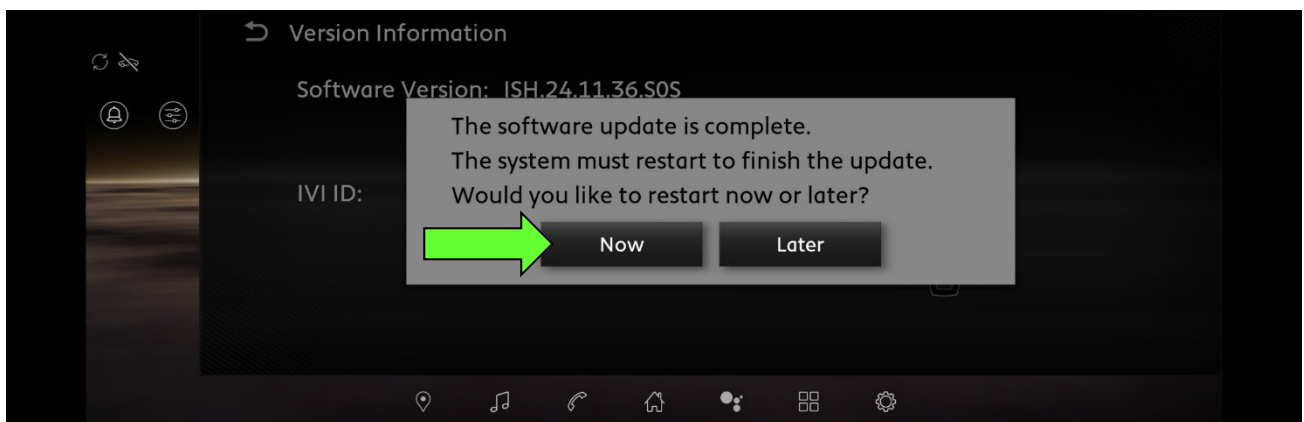 Version Information
Software Version: ISH.24.11.36.S0S
The software update is complete.
The system must restart to finish the update.
IVI ID:
Would you like to restart now or later?
Now Later